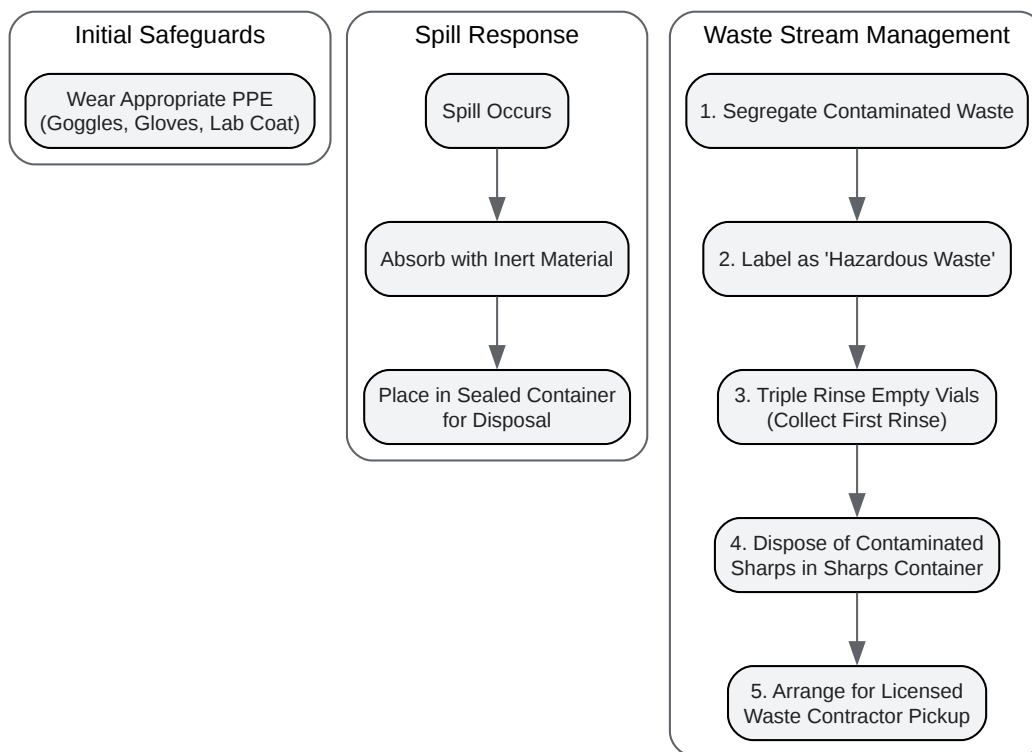 Initial Safeguards
Wear Appropriate PPE
(Goggles, Gloves, Lab Coat)
Spill Response
Spill Occurs
Absorb with Inert Material
Place in Sealed Container
for Disposal
Waste Stream Management
1. Segregate Contaminated Waste
2. Label as 'Hazardous Waste'
3. Triple Rinse Empty Vials
(Collect First Rinse)
4. Dispose of Contaminated
Sharps in Sharps Container
5. Arrange for Licensed
Waste Contractor Pickup